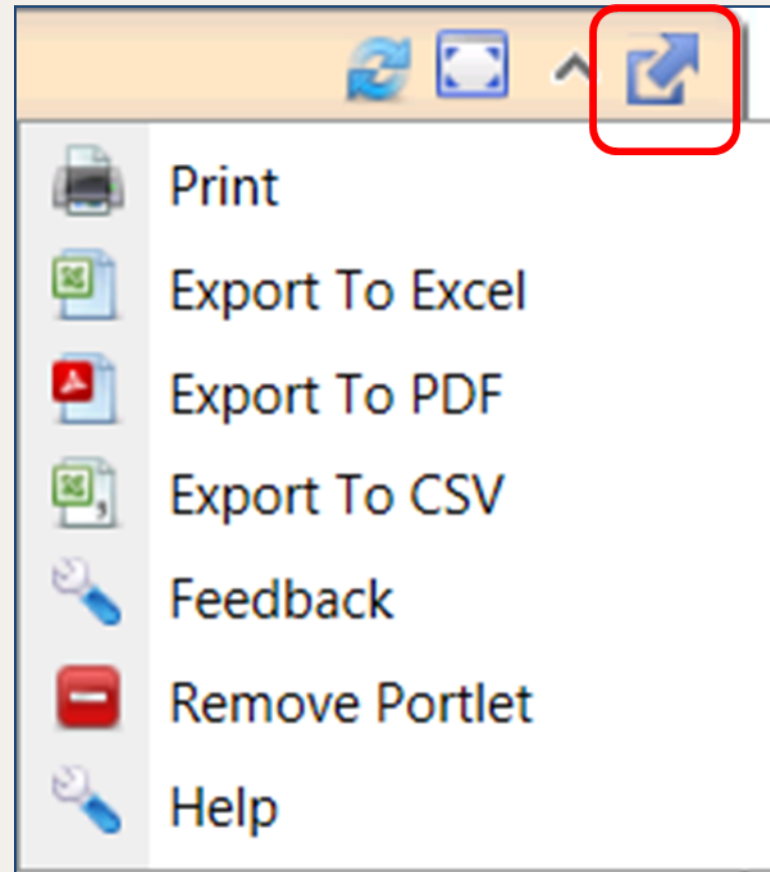 Print
Export To Excel
Export To PDF
Export To CSV
Feedback
Remove Portlet
Help